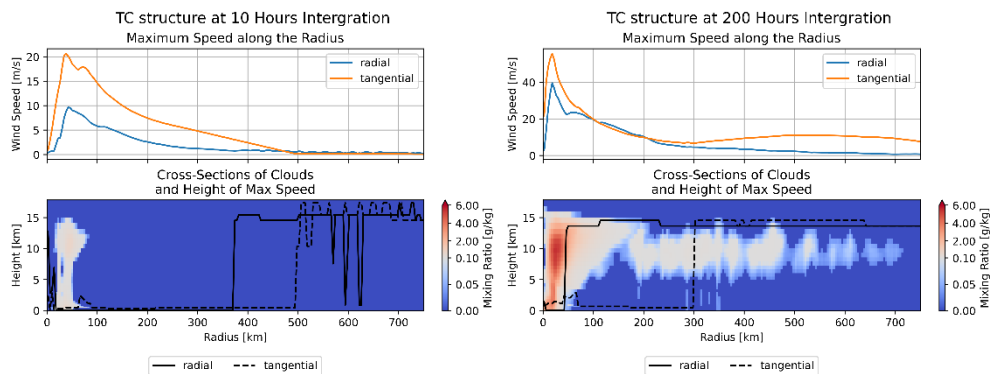 TC structure at 10 Hours Intergration
Maximum Speed along the Radius
Wind Speed [m/s]
20
15
10
5
0
radial
tangential
Cross-Sections of Clouds
and Height of Max Speed
Height [km]
15
10
5
0
0 100 200 300 400 500 600 700
Radius [km]
6.00
4.00
2.00
0.10
0.05
0.00
Mixing Ratio [g/kg]
radial tangential
TC structure at 200 Hours Intergration
Maximum Speed along the Radius
Wind Speed [m/s]
40
20
0
radial
tangential
Cross-Sections of Clouds
and Height of Max Speed
Height [km]
15
10
5
0
0 100 200 300 400 500 600 700
Radius [km]
6.00
4.00
2.00
0.10
0.05
0.00
Mixing Ratio [g/kg]
radial tangential